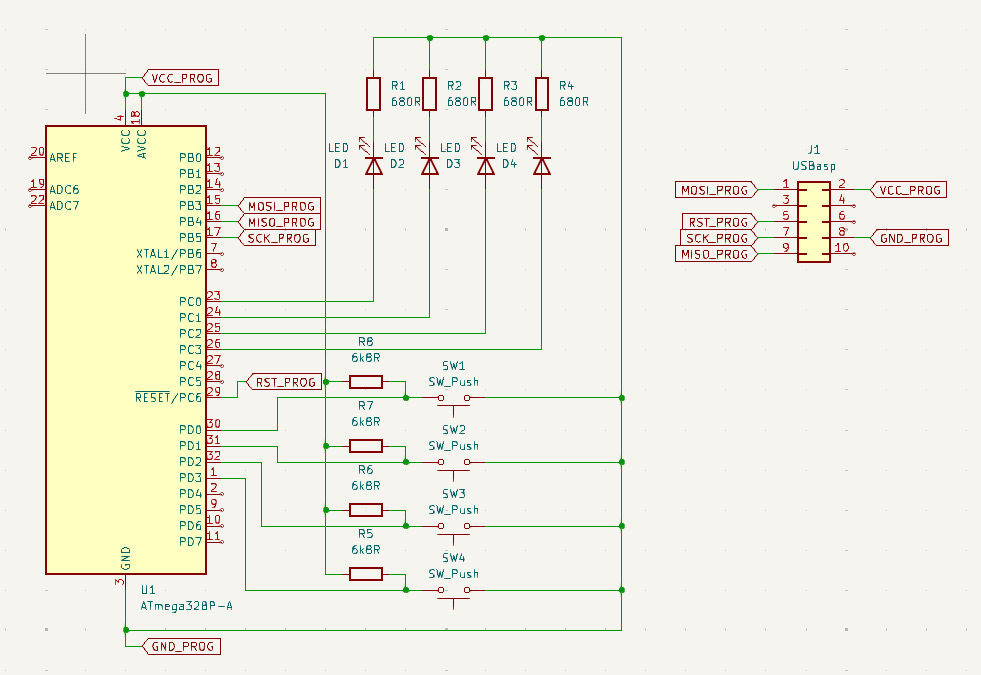 VCC_PROG
4
18
VCC
AVCC
20
AREF
19
ADC6
22
ADC7
PB0
12
PB1
13
PB2
14
PB3
15
MOSI_PROG
PB4
16
MISO_PROG
PB5
17
SCK_PROG
XTAL1/PB6
7
XTAL2/PB7
8
PC0
23
PC1
24
PC2
25
PC3
26
PC4
27
PC5
28
RESET/PC6
29
RST_PROG
PD0
30
PD1
31
PD2
32
PD3
1
PD4
2
PD5
9
PD6
10
PD7
11
GND
3
U1
ATmega328P-A
GND_PROG
R1
680R
R2
680R
R3
680R
R4
680R
LED
D1
LED
D2
LED
D3
LED
D4
R8
6k8R
SW1
SW_Push
R7
6k8R
SW2
SW_Push
R6
6k8R
SW3
SW_Push
R5
6k8R
SW4
SW_Push
J1
USBasp
MOSI_PROG
1
2
VCC_PROG
3
4
RST_PROG
5
6
SCK_PROG
7
8
GND_PROG
MISO_PROG
9
10